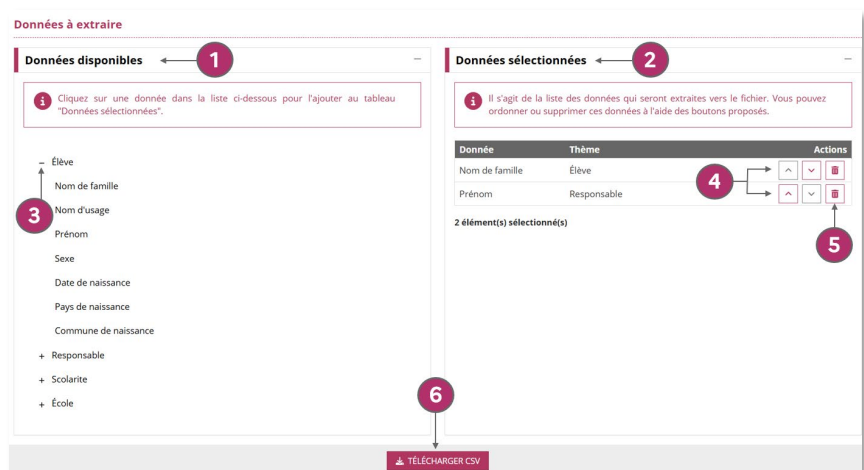 Données à extraire
Données disponibles
1
Cliquez sur une donnée dans la liste ci-dessous pour l'ajouter au tableau
"Données sélectionnées".
Élève
Nom de famille
3
Nom d'usage
Prénom
Sexe
Date de naissance
Pays de naissance
Commune de naissance
+ Responsable
+ Scolarite
+ École
Données sélectionnées
2
Il s'agit de la liste des données qui seront extraites vers le fichier. Vous pouvez
ordonner ou supprimer ces données à l'aide des boutons proposés.
Donnée Thème Actions
Nom de famille Élève
4
Prénom Responsable
2 élément(s) sélectionné(s)
5
6
TÉLÉCHARGER CSV